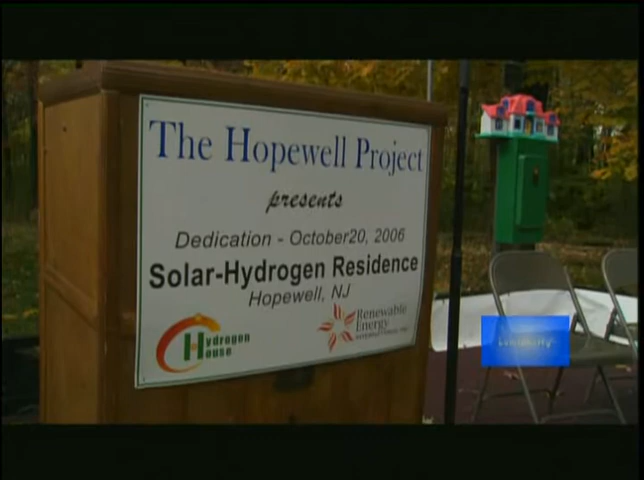 The Hopewell Project
presents
Dedication - October20, 2006
Solar-Hydrogen Residence
Hopewell, NJ
Hydrogen
House
Renewable
Energy